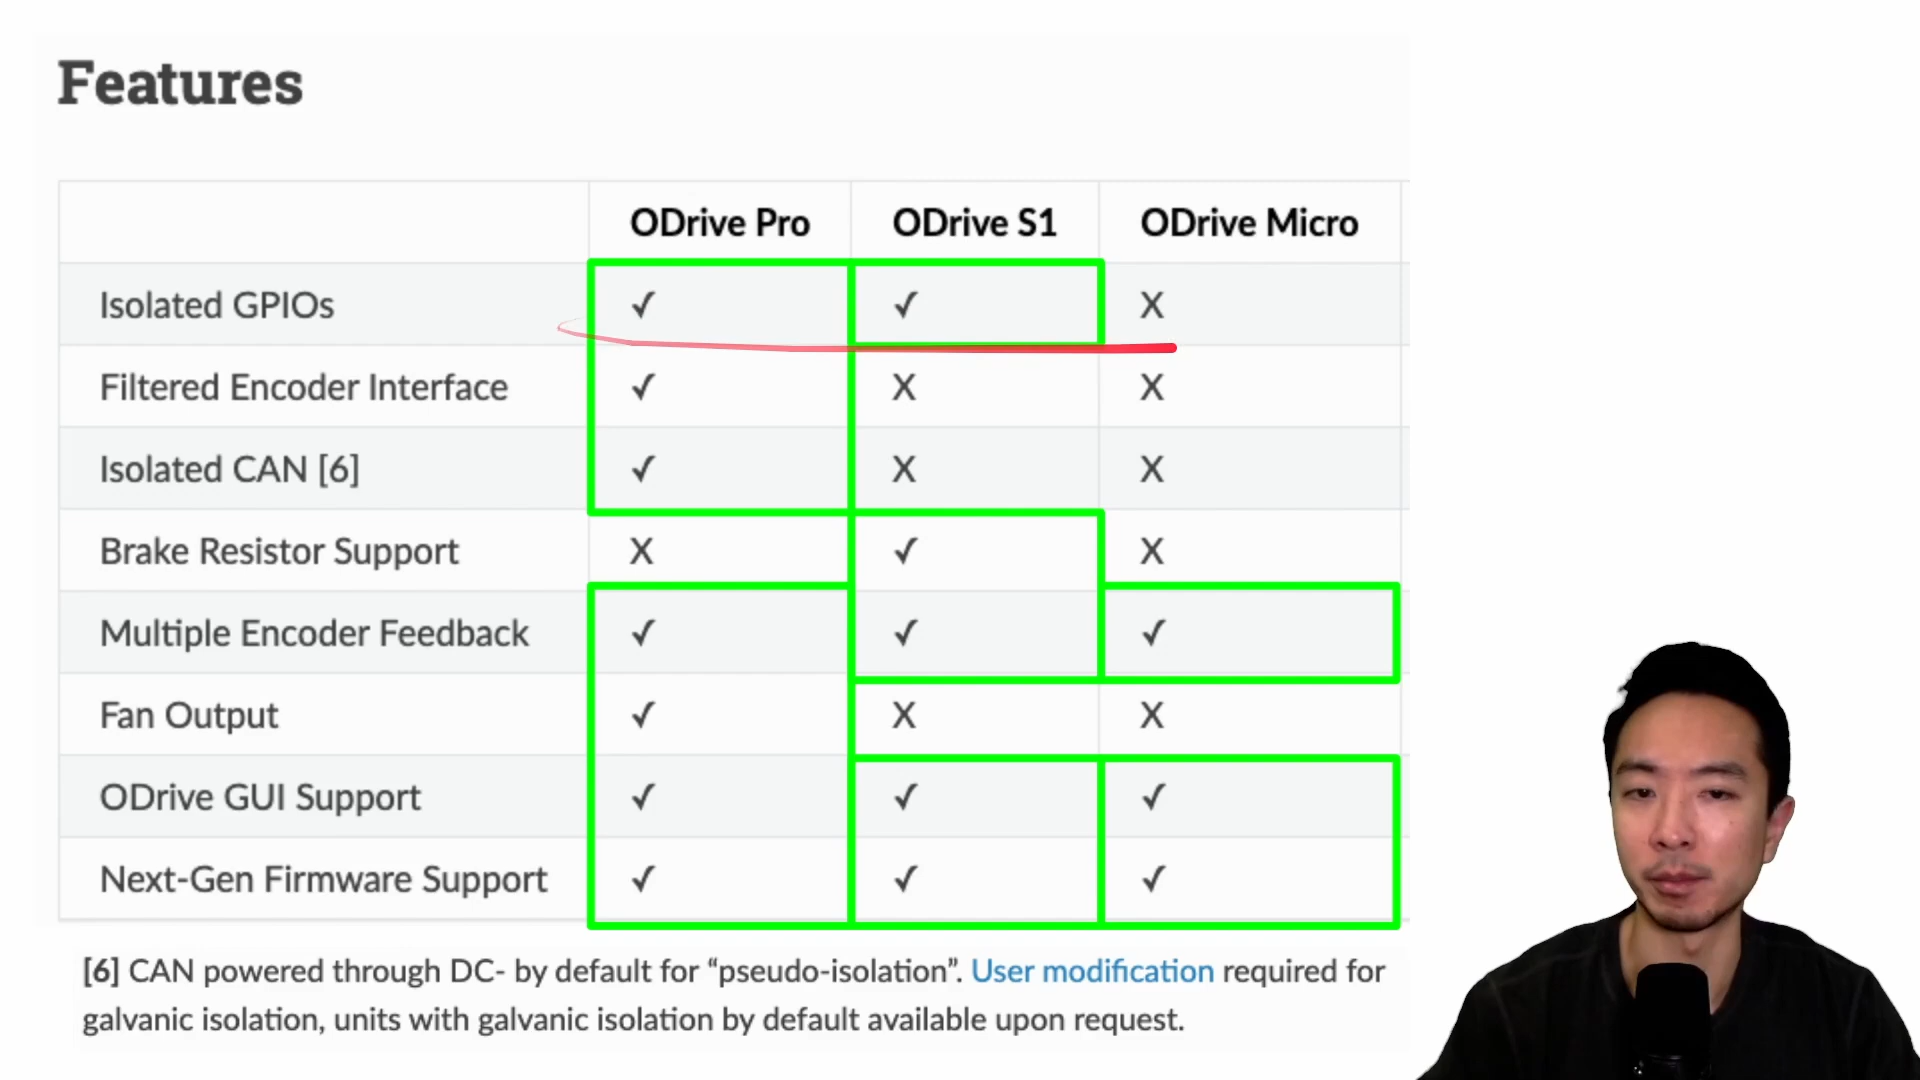 Features
ODrive Pro ODrive S1 ODrive Micro
Isolated GPIOs ✓ ✓ X
Filtered Encoder Interface ✓ X X
Isolated CAN [6] ✓ X X
Brake Resistor Support X ✓ X
Multiple Encoder Feedback ✓ ✓ ✓
Fan Output ✓ X X
ODrive GUI Support ✓ ✓ ✓
Next-Gen Firmware Support ✓ ✓ ✓
[6] CAN powered through DC- by default for “pseudo-isolation”. User modification required for
galvanic isolation, units with galvanic isolation by default available upon request.